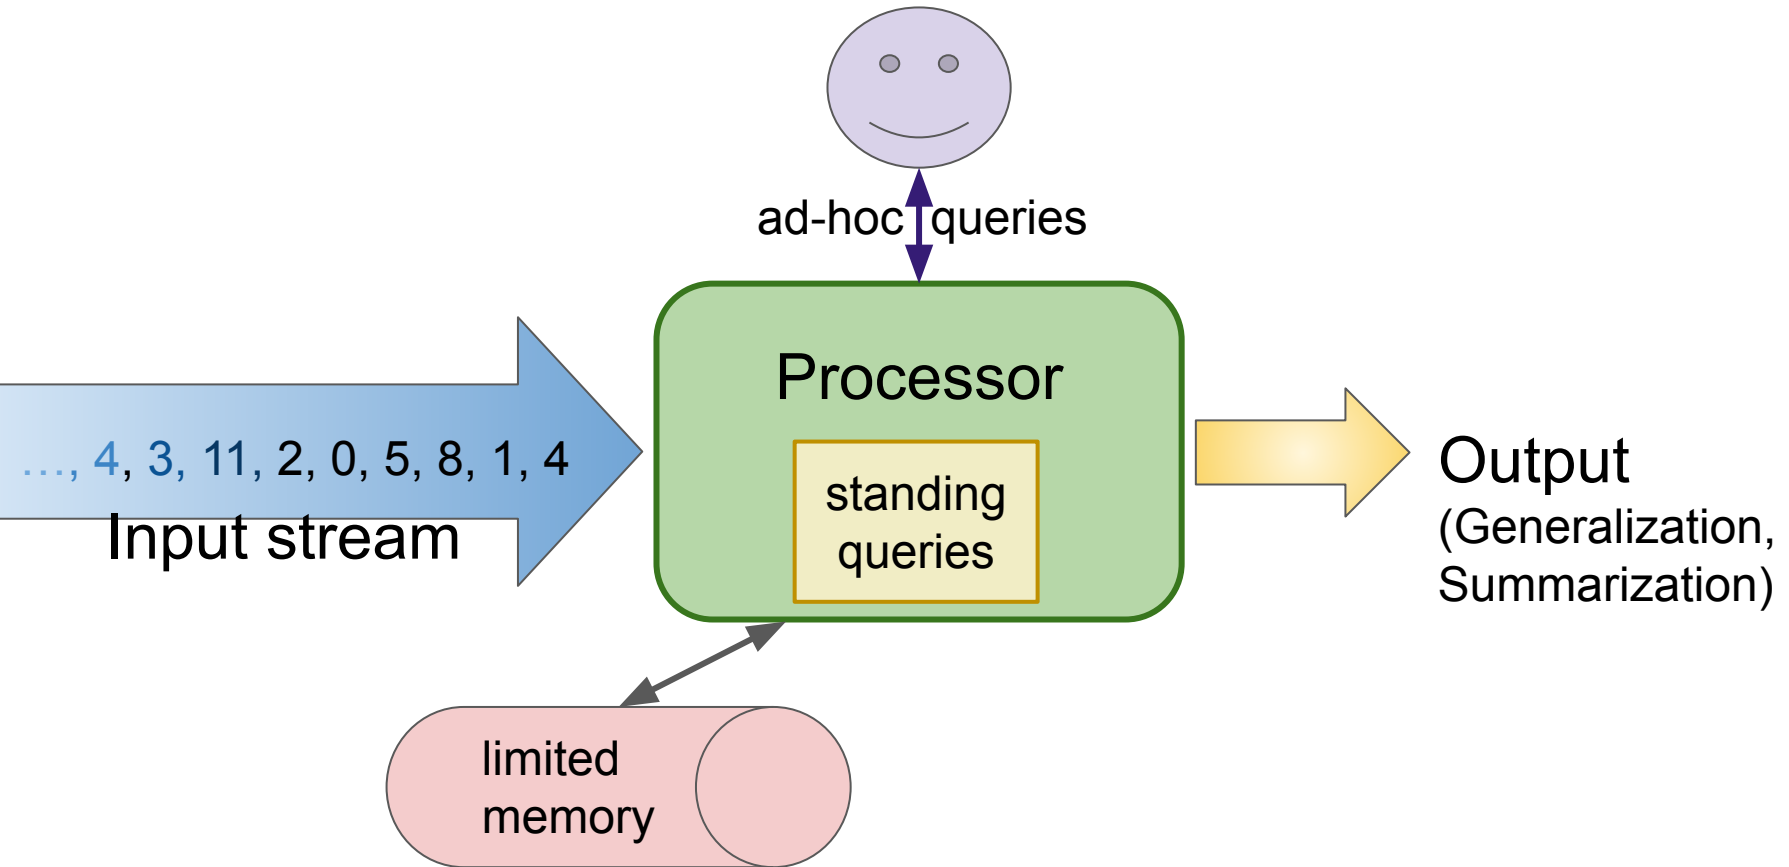 ad-hoc queries
Processor
…, 4, 3, 11, 2, 0, 5, 8, 1, 4
Input stream
standing
queries
Output
(Generalization,
Summarization)
limited
memory